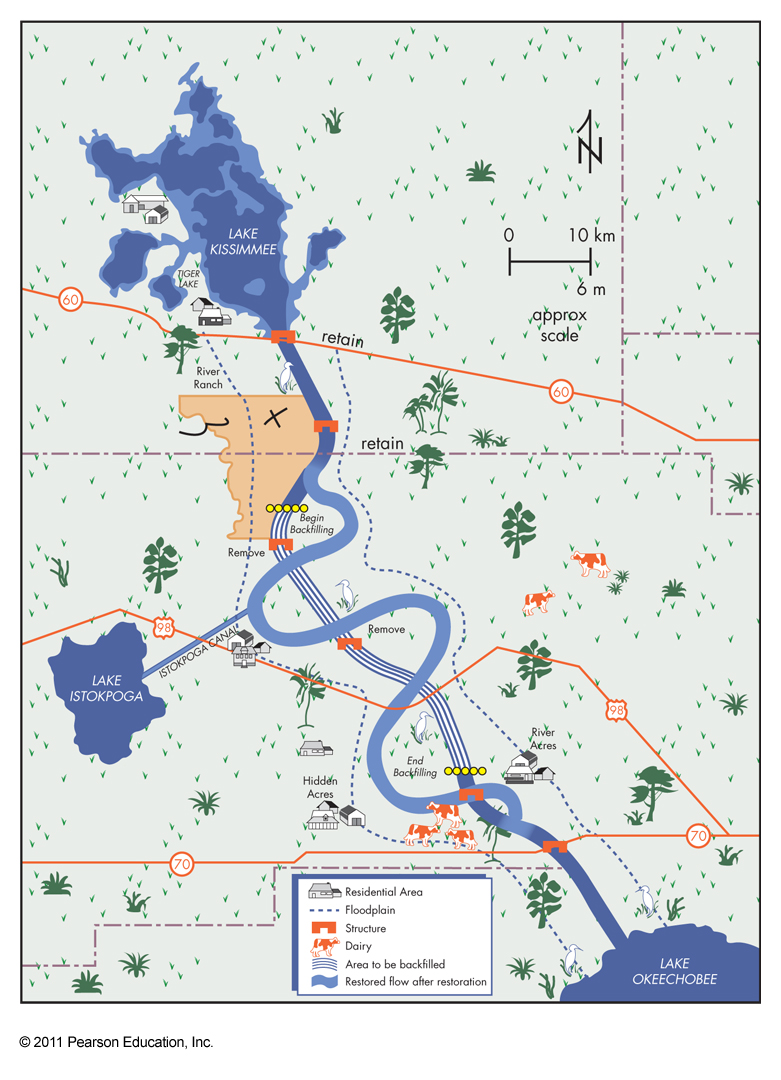 LAKE
KISSIMMEE
N
0 10 km
6 m
approx
scale
TIGER
LAKE
60
retain
River
Ranch
60
retain
Begin
Backfilling
Remove
98
ISTOKPOGA CANAL
Remove
LAKE
ISTOKPOGA
98
River
Acres
End
Backfilling
Hidden
Acres
70
70
Residential Area
Floodplain
Structure
Dairy
Area to be backfilled
Restored flow after restoration
LAKE
OKEECHOBEE
© 2011 Pearson Education, Inc.